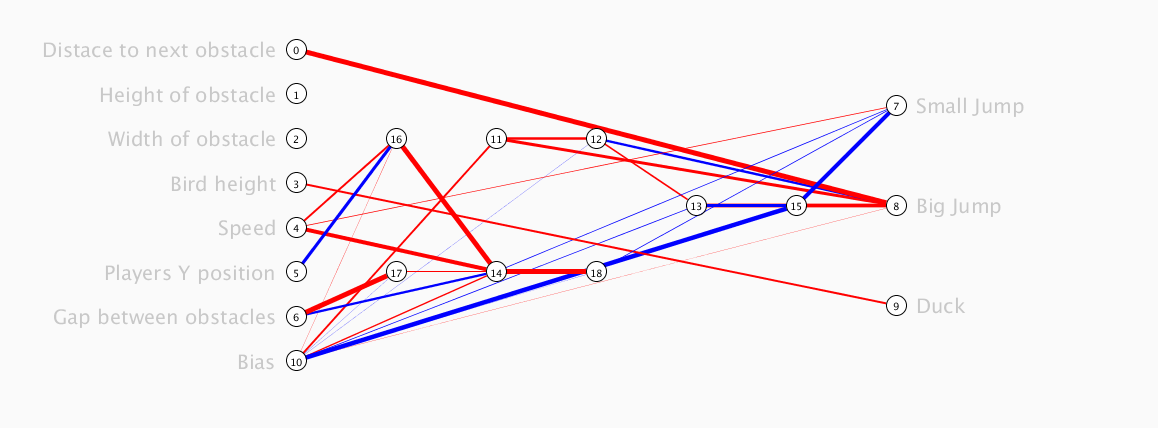 Distace to next obstacle 0
Height of obstacle 1
7 Small Jump
Width of obstacle 2 16 11 12
Bird height 3
13 15 8 Big Jump
Speed 4
Players Y position 5 17 14 18
9 Duck
Gap between obstacles 6
Bias 10